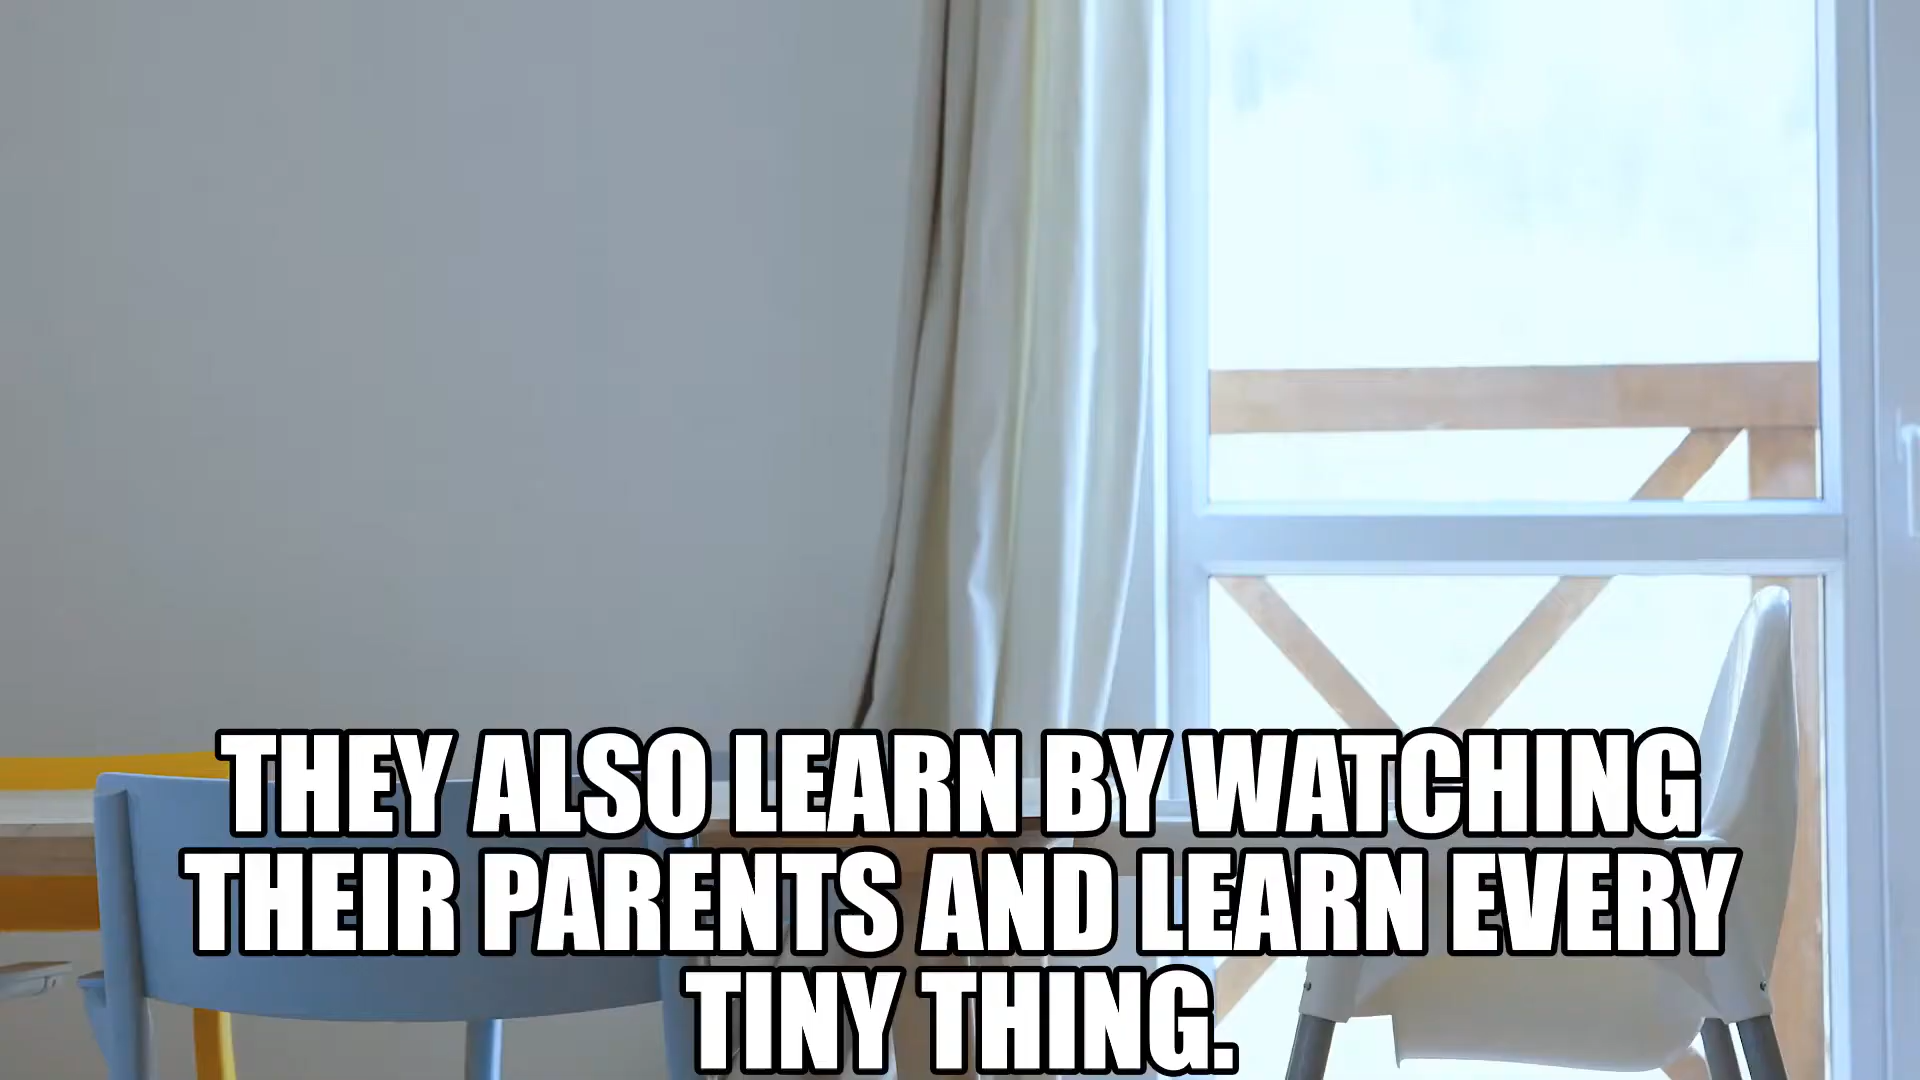 THEY ALSO LEARN BY WATCHING
THEIR PARENTS AND LEARN EVERY
TINY THING.